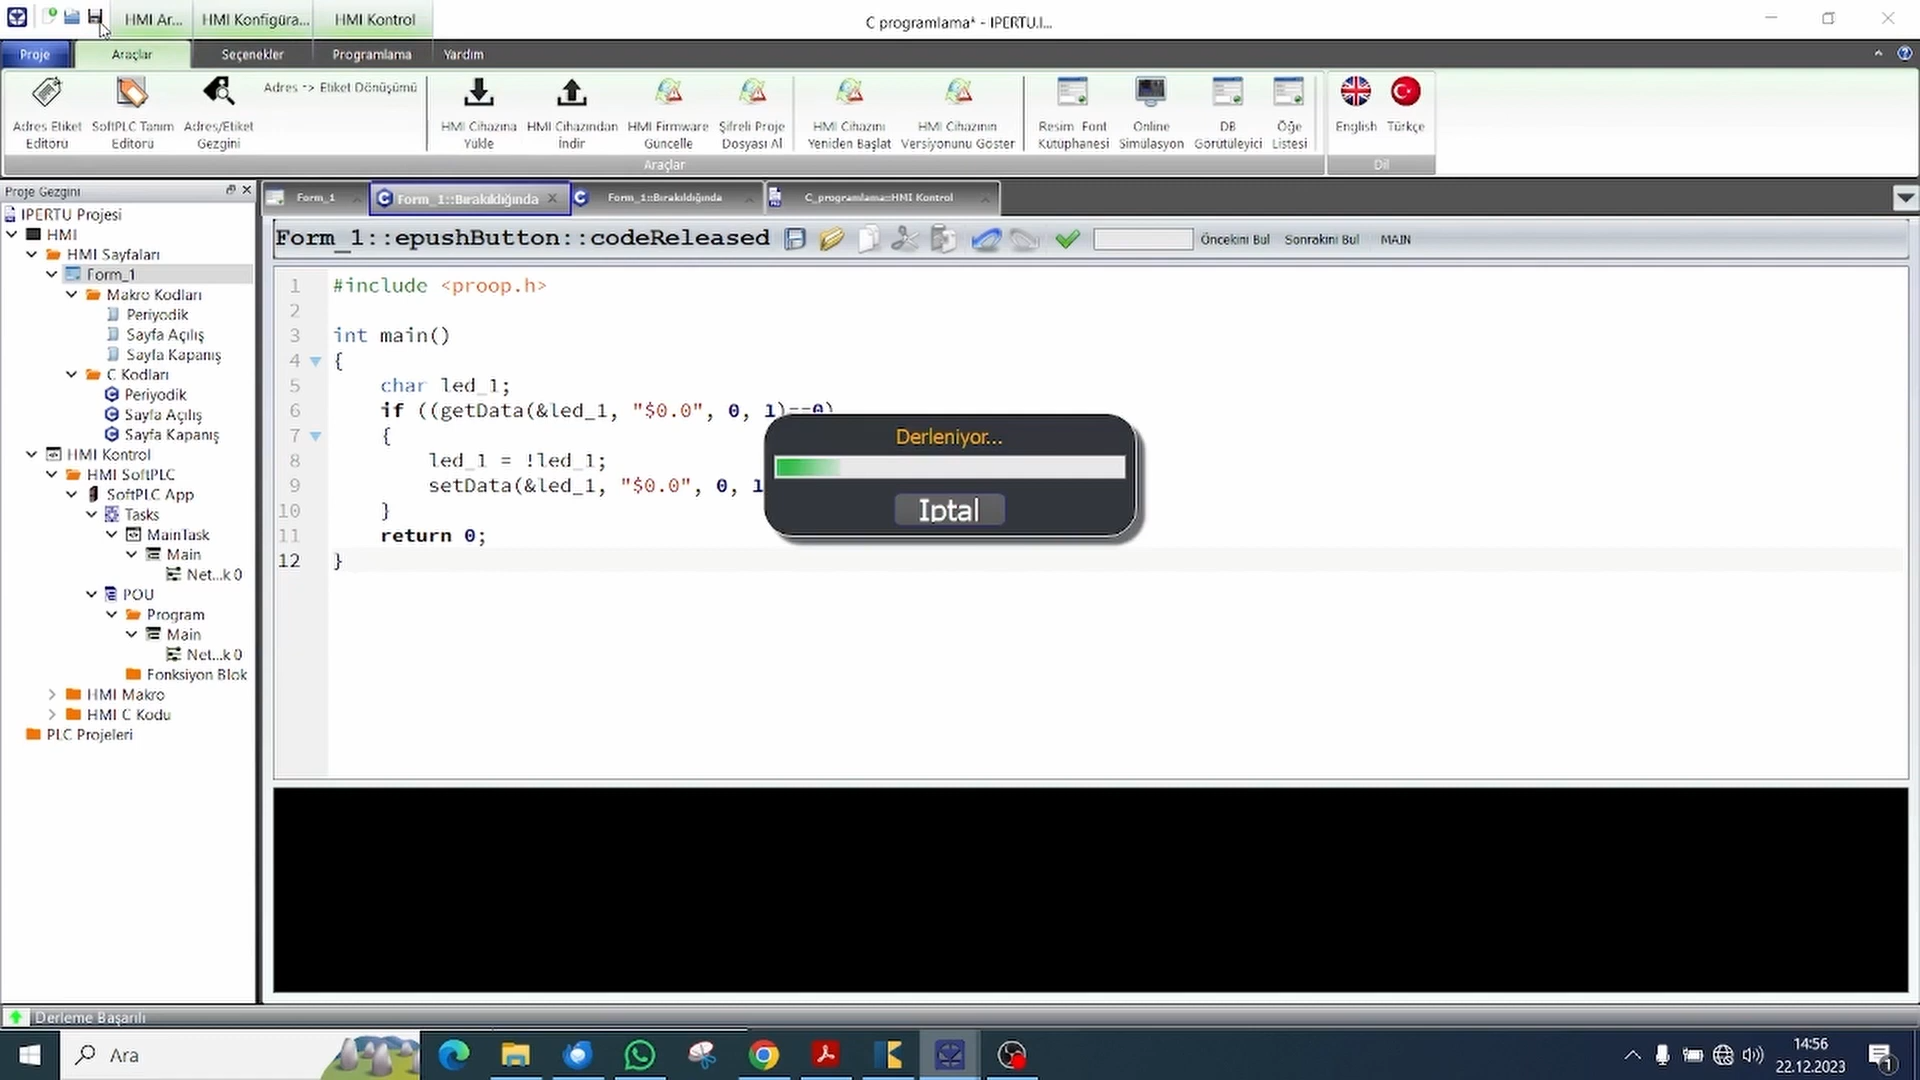 HMI Ar...
HMI Konfigüra...
HMI Kontrol
C programlama* - IPERTU.I...
Proje
Araçlar
Seçenekler
Programlama
Yardım
Adres Etiket Editörü
SoftPLC Tanım Editörü
Adres/Etiket Gezgini
Adres -> Etiket Dönüşümü
HMI Cihazına Yükle
HMI Cihazından İndir
HMI Firmware Güncelle
Şifreli Proje Dosyası Al
HMI Cihazını Yeniden Başlat
HMI Cihazının Versiyonunu Göster
Resim Font Kütüphanesi
Online Simülasyon
DB Görütüleyici
Öğe Listesi
English
Türkçe
Araçlar
Dil
Proje Gezgini
IPERTU Projesi
HMI
HMI Sayfaları
Form_1
Makro Kodları
Periyodik
Sayfa Açılış
Sayfa Kapanış
C Kodları
Periyodik
Sayfa Açılış
Sayfa Kapanış
HMI Kontrol
HMI SoftPLC
SoftPLC App
Tasks
MainTask
Main
Net...k 0
POU
Program
Main
Net...k 0
Fonksiyon Blok
HMI Makro
HMI C Kodu
PLC Projeleri
Form_1
Form_1::Bırakıldığında
Form_1::Bırakıldığında
C_programlama::HMI Kontrol
Form_1::epushButton::codeReleased
Öncekini Bul
Sonrakini Bul
MAIN
1 #include <proop.h>
2
3 int main()
4 {
5 char led_1;
6 if ((getData(&led_1, "$0.0", 0, 1)==0)
7 {
8 led_1 = !led_1;
9 setData(&led_1, "$0.0", 0, 1
10 }
11 return 0;
12 }
Derleniyor...
Iptal
Derleme Başarılı
Ara
14:56
22.12.2023
1